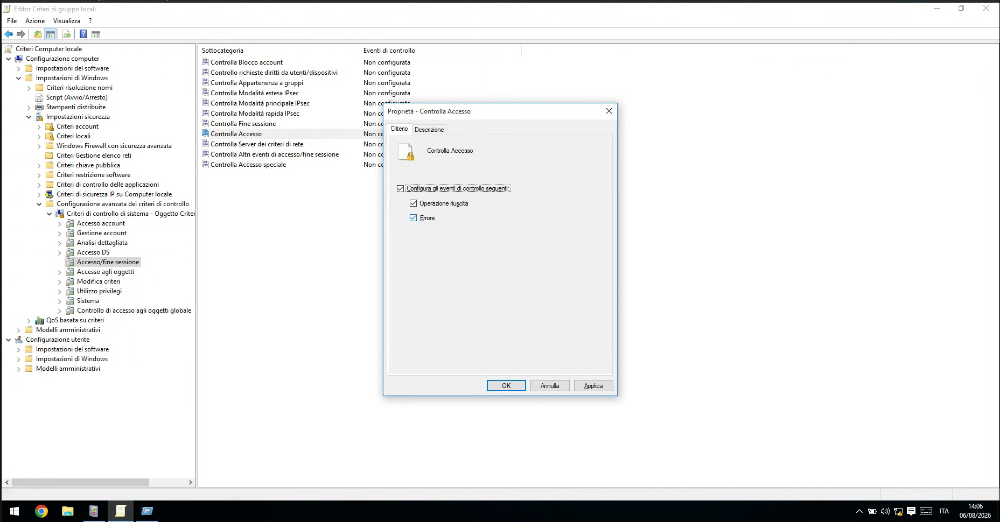 Editor Criteri di gruppo locali
File Azione Visualizza ?
Criteri Computer locale
Configurazione computer
Impostazioni del software
Impostazioni di Windows
Criteri risoluzione nomi
Script (Avvio/Arresto)
Stampanti distribuite
Impostazioni sicurezza
Criteri account
Criteri locali
Windows Firewall con sicurezza avanzata
Criteri Gestione elenco reti
Criteri chiave pubblica
Criteri restrizione software
Criteri di controllo delle applicazioni
Criteri di sicurezza IP su Computer locale
Configurazione avanzata dei criteri di controllo
Criteri di controllo di sistema - Oggetto Criter
Accesso account
Gestione account
Analisi dettagliata
Accesso DS
Accesso/fine sessione
Accesso agli oggetti
Modifica criteri
Utilizzo privilegi
Sistema
Controllo di accesso agli oggetti globale
QoS basata su criteri
Modelli amministrativi
Configurazione utente
Impostazioni del software
Impostazioni di Windows
Modelli amministrativi
Sottocategoria Eventi di controllo
Controlla Blocco account Non configurata
Controllo richieste diritti da utenti/dispositivi Non configurata
Controlla Appartenenza a gruppi Non configurata
Controlla Modalità estesa IPsec Non configurata
Controlla Modalità principale IPsec Non configurata
Controlla Modalità rapida IPsec Non co
Controlla Fine sessione Non co
Controlla Accesso Non co
Controlla Server dei criteri di rete Non co
Controlla Altri eventi di accesso/fine sessione Non co
Controlla Accesso speciale Non co
Proprietà - Controlla Accesso
Criterio Descrizione
Controlla Accesso
Configura gli eventi di controllo seguenti:
Operazione riuscita
Errore
OK Annulla Applica
ITA
14:06
06/08/2026